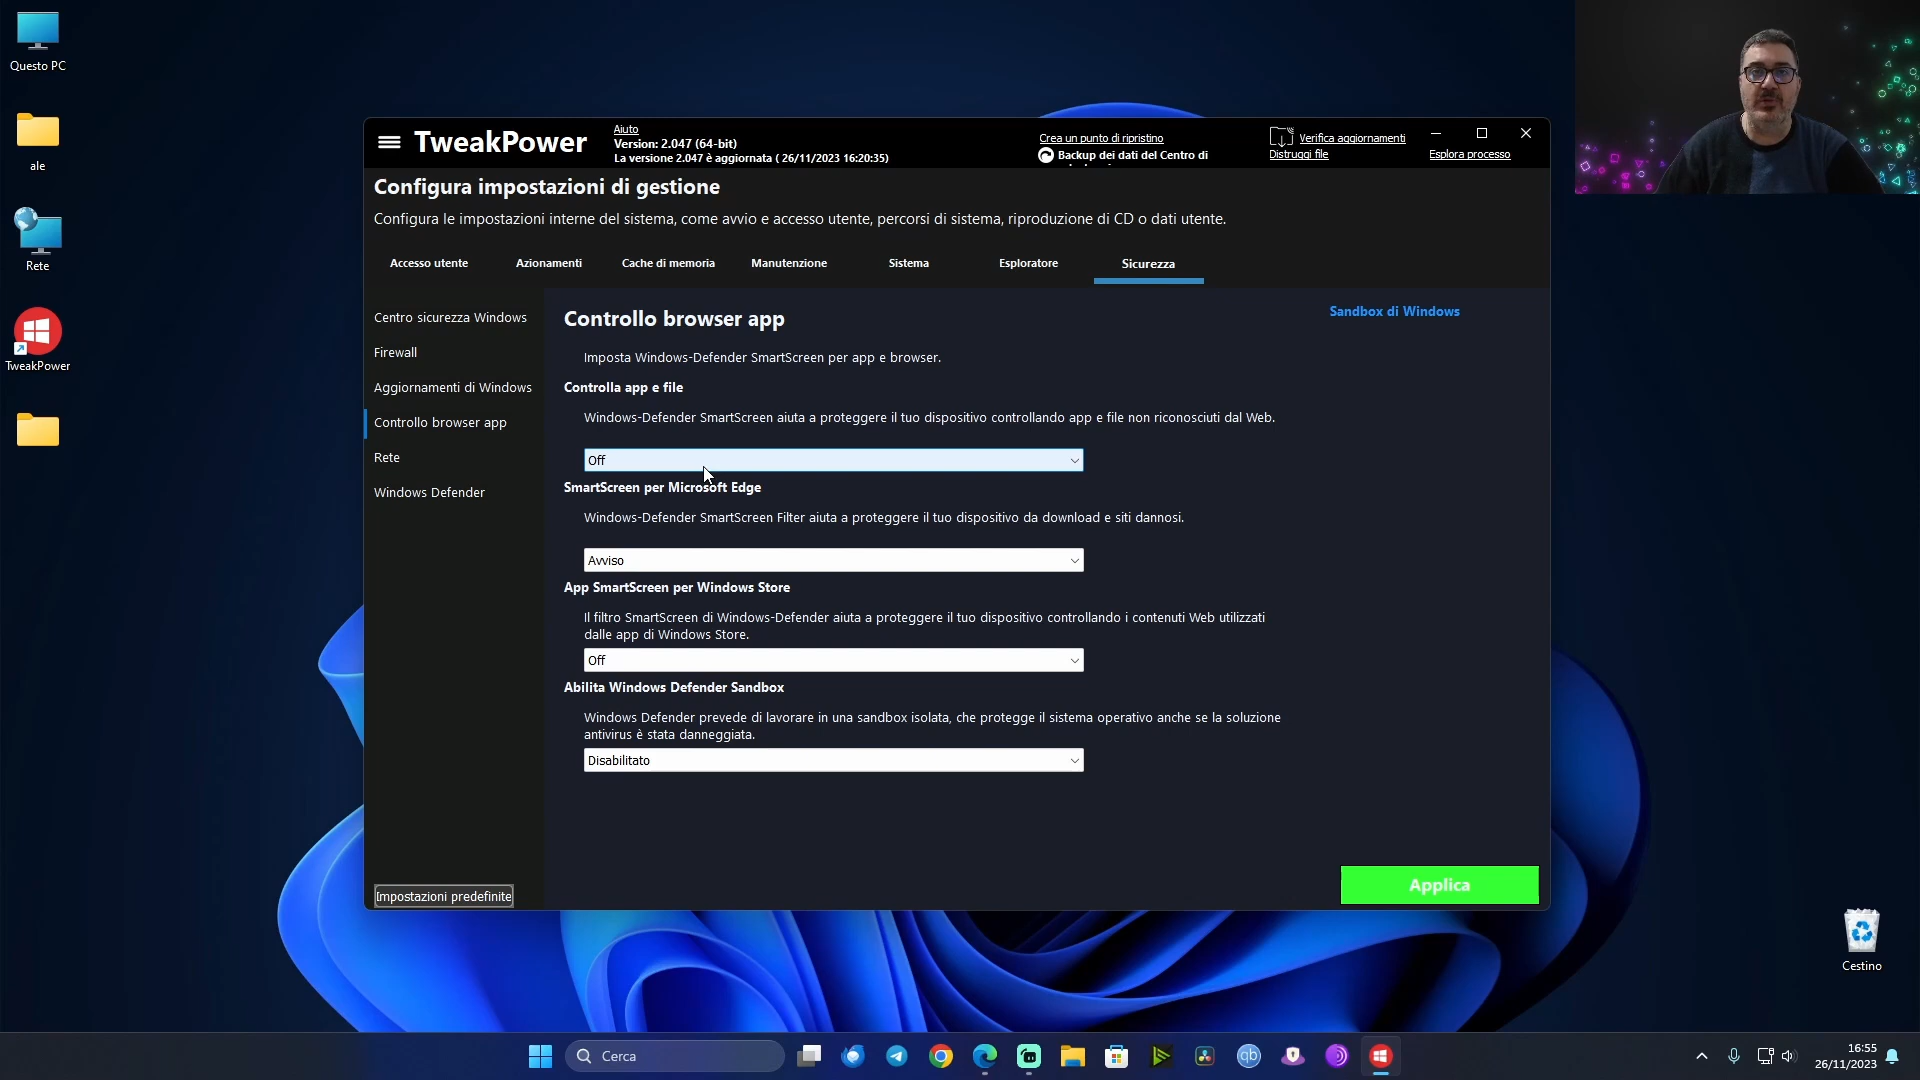 Questo PC
ale
Rete
TweakPower
TweakPower
Aiuto
Version: 2.047 (64-bit)
La versione 2.047 è aggiornata ( 26/11/2023 16:20:35)
Crea un punto di ripristino
Backup dei dati del Centro di
Verifica aggiornamenti
Distruggi file
Esplora processo
Configura impostazioni di gestione
Configura le impostazioni interne del sistema, come avvio e accesso utente, percorsi di sistema, riproduzione di CD o dati utente.
Accesso utente
Azionamenti
Cache di memoria
Manutenzione
Sistema
Esploratore
Sicurezza
Centro sicurezza Windows
Firewall
Aggiornamenti di Windows
Controllo browser app
Rete
Windows Defender
Impostazioni predefinite
Controllo browser app
Sandbox di Windows
Imposta Windows-Defender SmartScreen per app e browser.
Controlla app e file
Windows-Defender SmartScreen aiuta a proteggere il tuo dispositivo controllando app e file non riconosciuti dal Web.
Off
SmartScreen per Microsoft Edge
Windows-Defender SmartScreen Filter aiuta a proteggere il tuo dispositivo da download e siti dannosi.
Avviso
App SmartScreen per Windows Store
Il filtro SmartScreen di Windows-Defender aiuta a proteggere il tuo dispositivo controllando i contenuti Web utilizzati
dalle app di Windows Store.
Off
Abilita Windows Defender Sandbox
Windows Defender prevede di lavorare in una sandbox isolata, che protegge il sistema operativo anche se la soluzione
antivirus è stata danneggiata.
Disabilitato
Applica
Cestino
Cerca
qb
16:55
26/11/2023